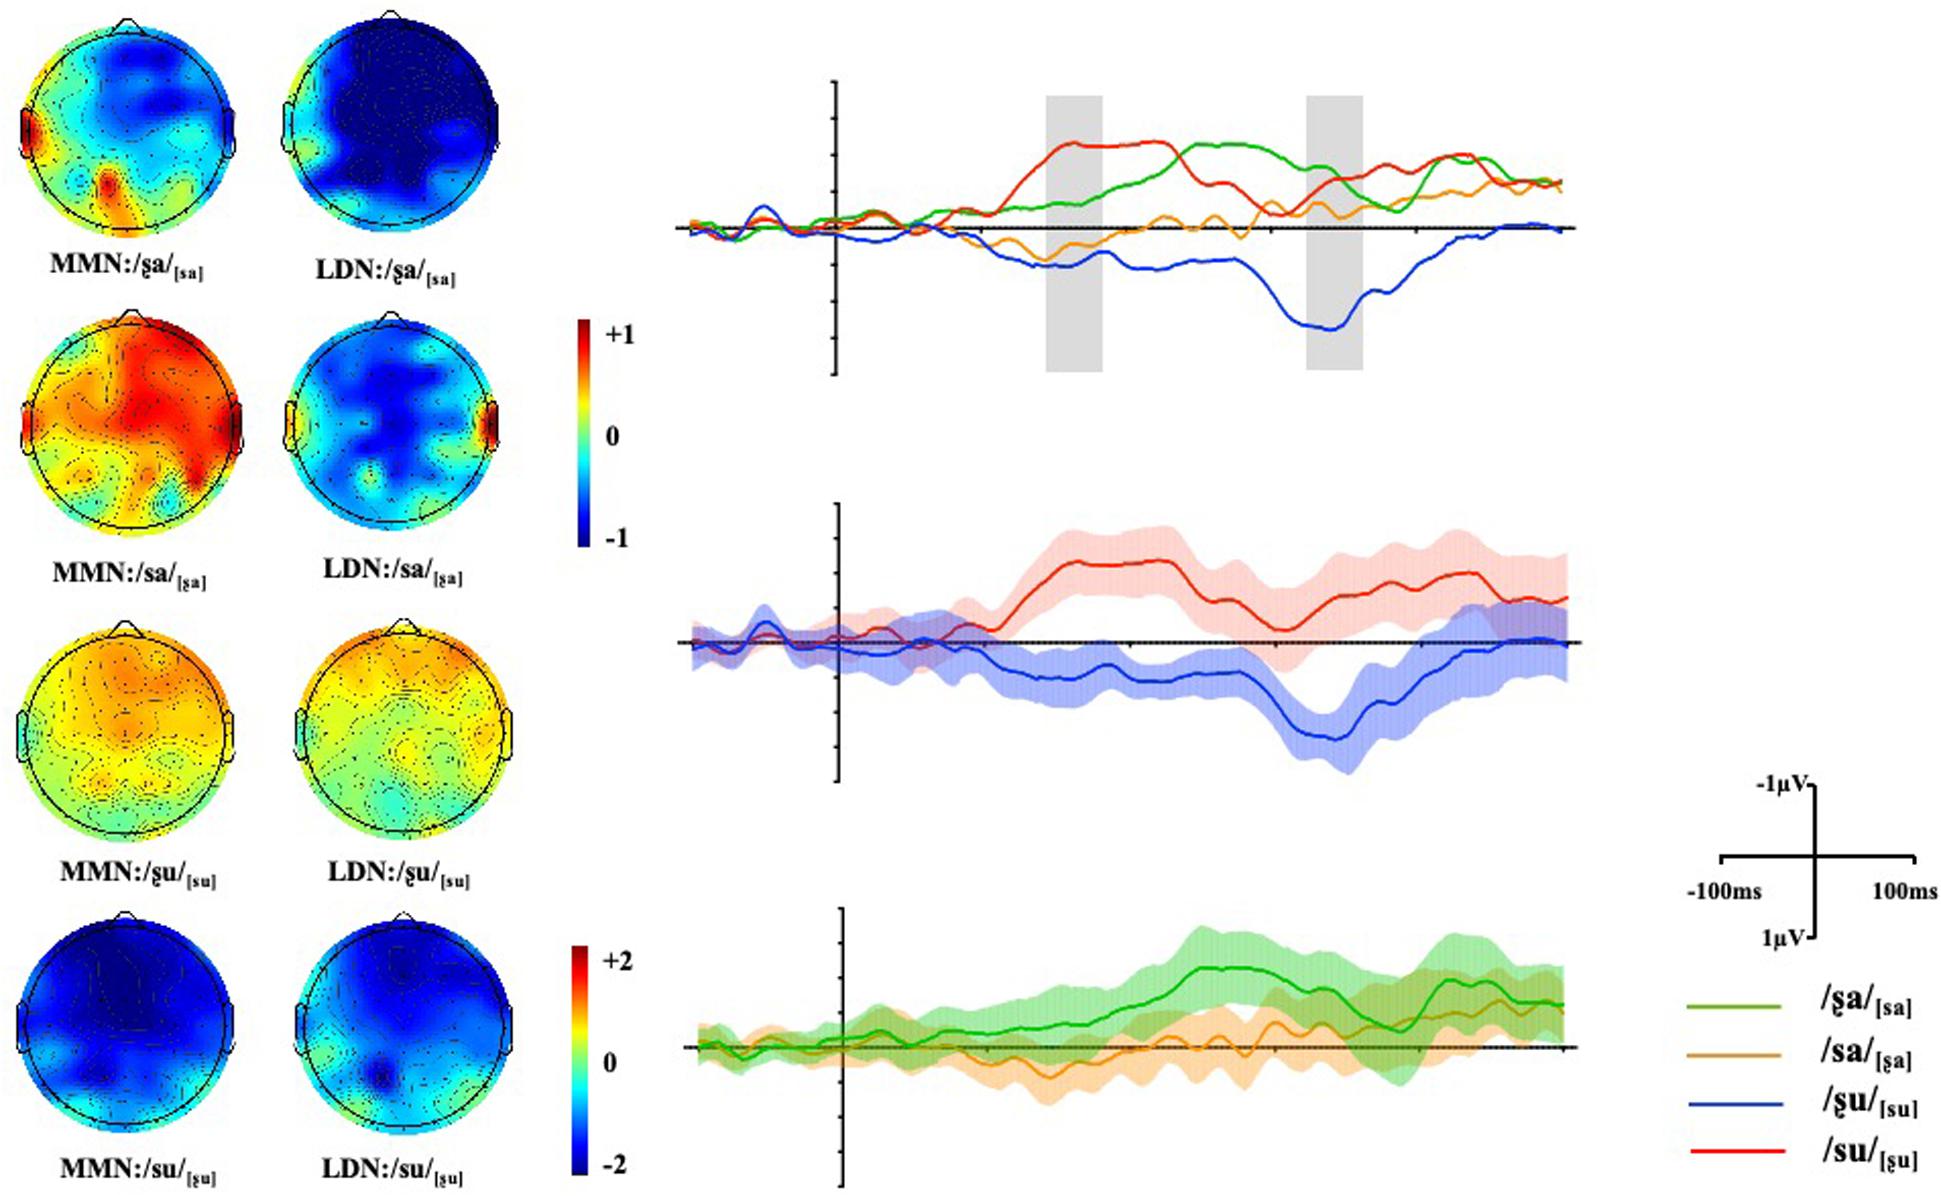 MMN:/ʂa/[sa]
LDN:/ʂa/[sa]
MMN:/sa/[ʂa]
LDN:/sa/[ʂa]
+1
0
-1
MMN:/ʂu/[su]
LDN:/ʂu/[su]
MMN:/su/[ʂu]
LDN:/su/[ʂu]
+2
0
-2
-1μV
-100ms
100ms
1μV
/ʂa/[sa]
/sa/[ʂa]
/ʂu/[su]
/su/[ʂu]